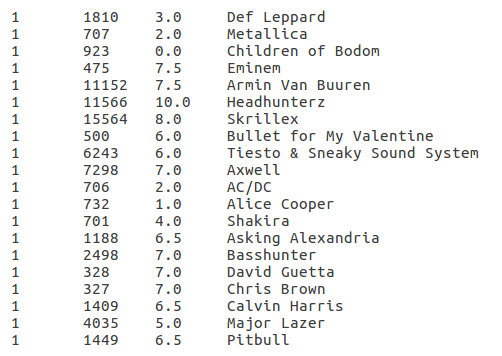 1 1810 3.0 Def Leppard
1 707 2.0 Metallica
1 923 0.0 Children of Bodom
1 475 7.5 Eminem
1 11152 7.5 Armin Van Buuren
1 11566 10.0 Headhunterz
1 15564 8.0 Skrillex
1 500 6.0 Bullet for My Valentine
1 6243 6.0 Tiesto & Sneaky Sound System
1 7298 7.0 Axwell
1 706 2.0 AC/DC
1 732 1.0 Alice Cooper
1 701 4.0 Shakira
1 1188 6.5 Asking Alexandria
1 2498 7.0 Basshunter
1 328 7.0 David Guetta
1 327 7.0 Chris Brown
1 1409 6.5 Calvin Harris
1 4035 5.0 Major Lazer
1 1449 6.5 Pitbull